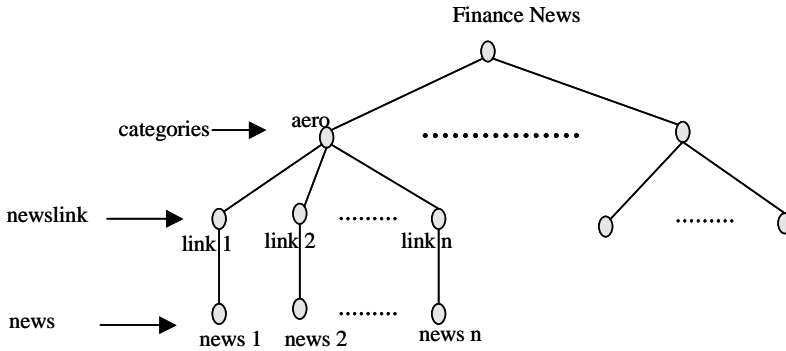 Finance News
categories
aero
newslink
link 1
link 2
link n
news
news 1
news 2
news n